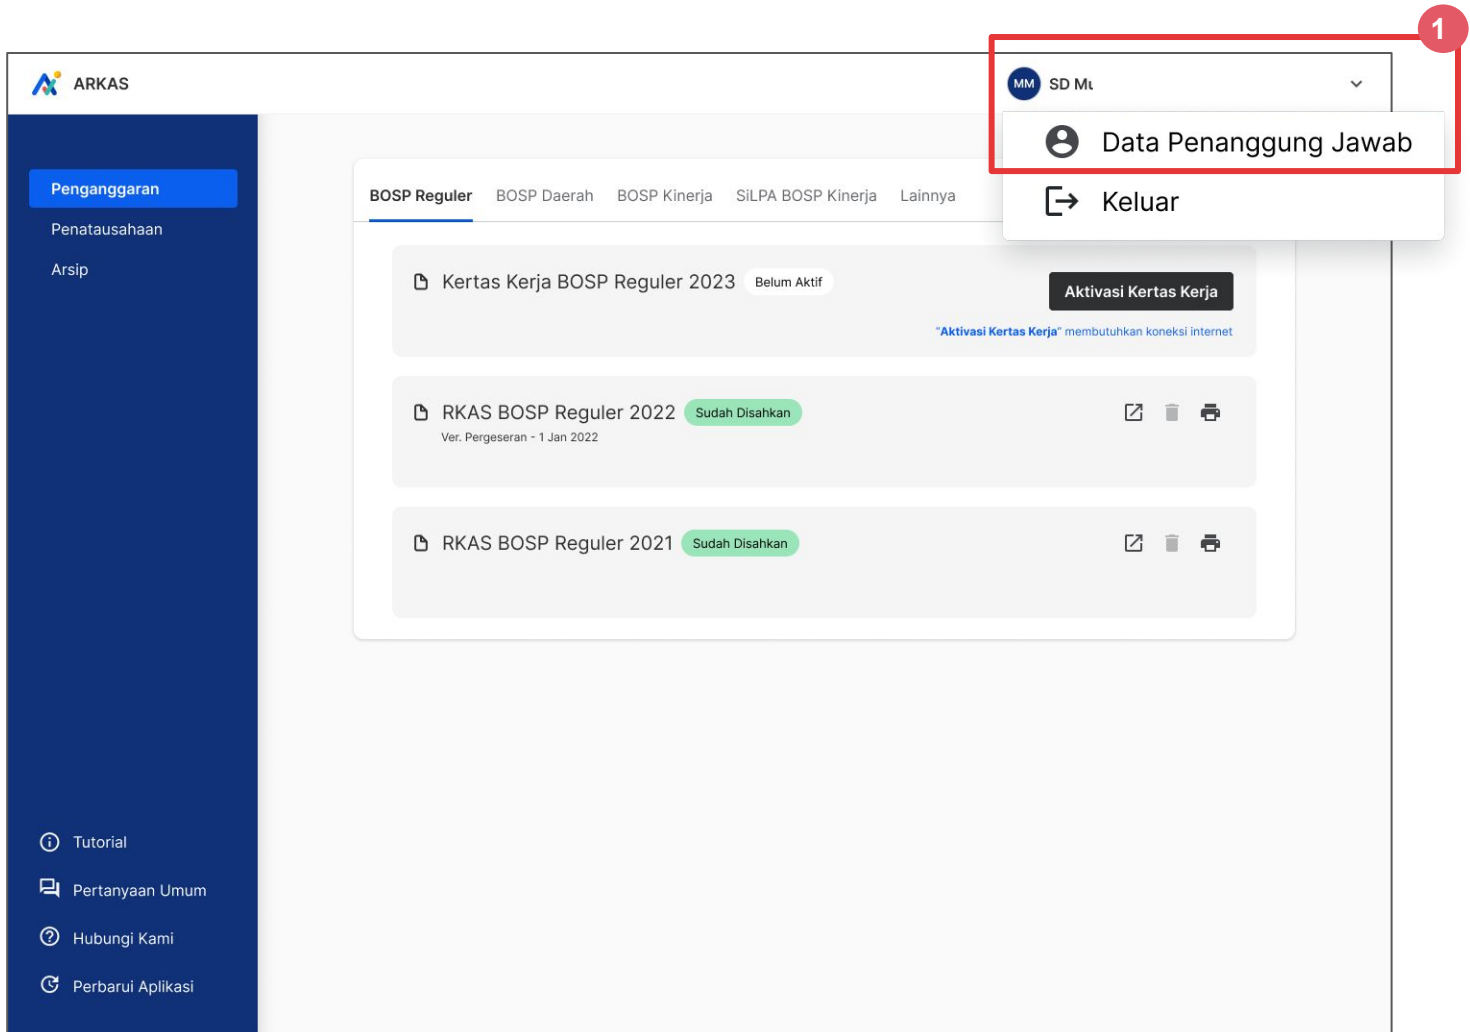 1
ARKAS
MM SD Mu
Data Penanggung Jawab
Keluar
Penganggaran
Penatausahaan
Arsip
BOSP Reguler BOSP Daerah BOSP Kinerja SiLPA BOSP Kinerja Lainnya
Kertas Kerja BOSP Reguler 2023 Belum Aktif
Aktivasi Kertas Kerja
"Aktivasi Kertas Kerja" membutuhkan koneksi internet
RKAS BOSP Reguler 2022 Sudah Disahkan
Ver. Pergeseran - 1 Jan 2022
RKAS BOSP Reguler 2021 Sudah Disahkan
Tutorial
Pertanyaan Umum
Hubungi Kami
Perbarui Aplikasi